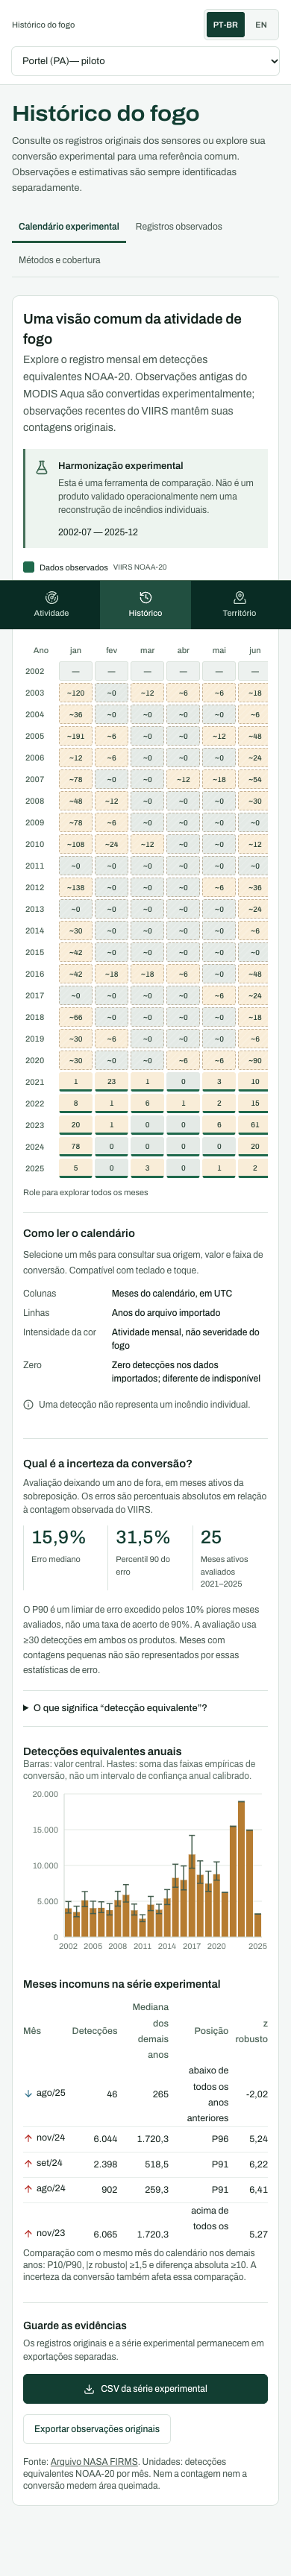 Histórico do fogo
PT-BR EN
Portel (PA)— piloto
Histórico do fogo
Consulte os registros originais dos sensores ou explore sua
conversão experimental para uma referência comum.
Observações e estimativas são sempre identificadas
separadamente.
Calendário experimental Registros observados
Métodos e cobertura
Uma visão comum da atividade de
fogo
Explore o registro mensal em detecções
equivalentes NOAA-20. Observações antigas do
MODIS Aqua são convertidas experimentalmente;
observações recentes do VIIRS mantêm suas
contagens originais.
Harmonização experimental
Esta é uma ferramenta de comparação. Não é um
produto validado operacionalmente nem uma
reconstrução de incêndios individuais.
2002-07 — 2025-12
Dados observados VIIRS NOAA-20
Atividade Histórico Território
Ano jan fev mar abr mai jun
2002 — — — — — —
2003 ~120 ~0 ~12 ~6 ~6 ~18
2004 ~36 ~0 ~0 ~0 ~0 ~6
2005 ~191 ~6 ~0 ~0 ~12 ~48
2006 ~12 ~6 ~0 ~0 ~0 ~24
2007 ~78 ~0 ~0 ~12 ~18 ~54
2008 ~48 ~12 ~0 ~0 ~0 ~30
2009 ~78 ~6 ~0 ~0 ~0 ~0
2010 ~108 ~24 ~12 ~0 ~0 ~12
2011 ~0 ~0 ~0 ~0 ~0 ~0
2012 ~138 ~0 ~0 ~0 ~6 ~36
2013 ~0 ~0 ~0 ~0 ~0 ~24
2014 ~30 ~0 ~0 ~0 ~0 ~6
2015 ~42 ~0 ~0 ~0 ~0 ~0
2016 ~42 ~18 ~18 ~6 ~0 ~48
2017 ~0 ~0 ~0 ~0 ~6 ~24
2018 ~66 ~0 ~0 ~0 ~0 ~18
2019 ~30 ~6 ~0 ~0 ~0 ~6
2020 ~30 ~0 ~0 ~6 ~6 ~90
2021 1 23 1 0 3 10
2022 8 1 6 1 2 15
2023 20 1 0 0 6 61
2024 78 0 0 0 0 20
2025 5 0 3 0 1 2
Role para explorar todos os meses
Como ler o calendário
Selecione um mês para consultar sua origem, valor e faixa de
conversão. Compatível com teclado e toque.
Colunas Meses do calendário, em UTC
Linhas Anos do arquivo importado
Intensidade da cor Atividade mensal, não severidade do
fogo
Zero Zero detecções nos dados
importados; diferente de indisponível
Uma detecção não representa um incêndio individual.
Qual é a incerteza da conversão?
Avaliação deixando um ano de fora, em meses ativos da
sobreposição. Os erros são percentuais absolutos em relação
à contagem observada do VIIRS.
15,9% 31,5% 25
Erro mediano Percentil 90 do Meses ativos
erro avaliados
2021–2025
O P90 é um limiar de erro excedido pelos 10% piores meses
avaliados, não uma taxa de acerto de 90%. A avaliação usa
≥30 detecções em ambos os produtos. Meses com
contagens pequenas não são representados por essas
estatísticas de erro.
O que significa “detecção equivalente”?
Detecções equivalentes anuais
Barras: valor central. Hastes: soma das faixas empíricas de
conversão, não um intervalo de confiança anual calibrado.
20.000
15.000
10.000
5.000
0
2002 2005 2008 2011 2014 2017 2020 2025
Meses incomuns na série experimental
Mês Detecções Mediana dos demais anos Posição z robusto
ago/25 46 265 abaixo de todos os anos anteriores -2,02
nov/24 6.044 1.720,3 P96 5,24
set/24 2.398 518,5 P91 6,22
ago/24 902 259,3 P91 6,41
nov/23 6.065 1.720,3 acima de todos os 5.27
Comparação com o mesmo mês do calendário nos demais
anos: P10/P90, |z robusto| ≥1,5 e diferença absoluta ≥10. A
incerteza da conversão também afeta essa comparação.
Guarde as evidências
Os registros originais e a série experimental permanecem em
exportações separadas.
CSV da série experimental
Exportar observações originais
Fonte: Arquivo NASA FIRMS. Unidades: detecções
equivalentes NOAA-20 por mês. Nem a contagem nem a
conversão medem área queimada.